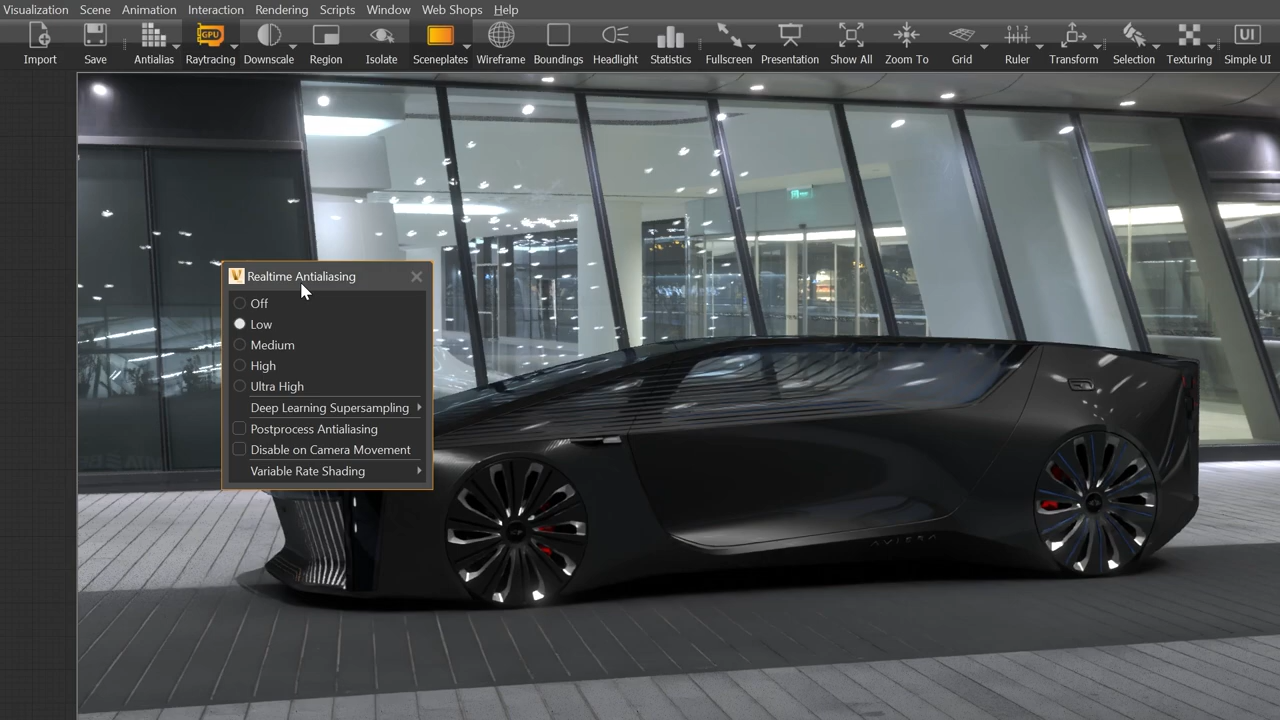 Visualization Scene Animation Interaction Rendering Scripts Window Web Shops Help
GPU 0 1 2 UI
Import Save Antialias Raytracing Downscale Region Isolate Sceneplates Wireframe Boundings Headlight Statistics Fullscreen Presentation Show All Zoom To Grid Ruler Transform Selection Texturing Simple UI
Realtime Antialiasing
Off
Low
Medium
High
Ultra High
Deep Learning Supersampling
Postprocess Antialiasing
Disable on Camera Movement
Variable Rate Shading